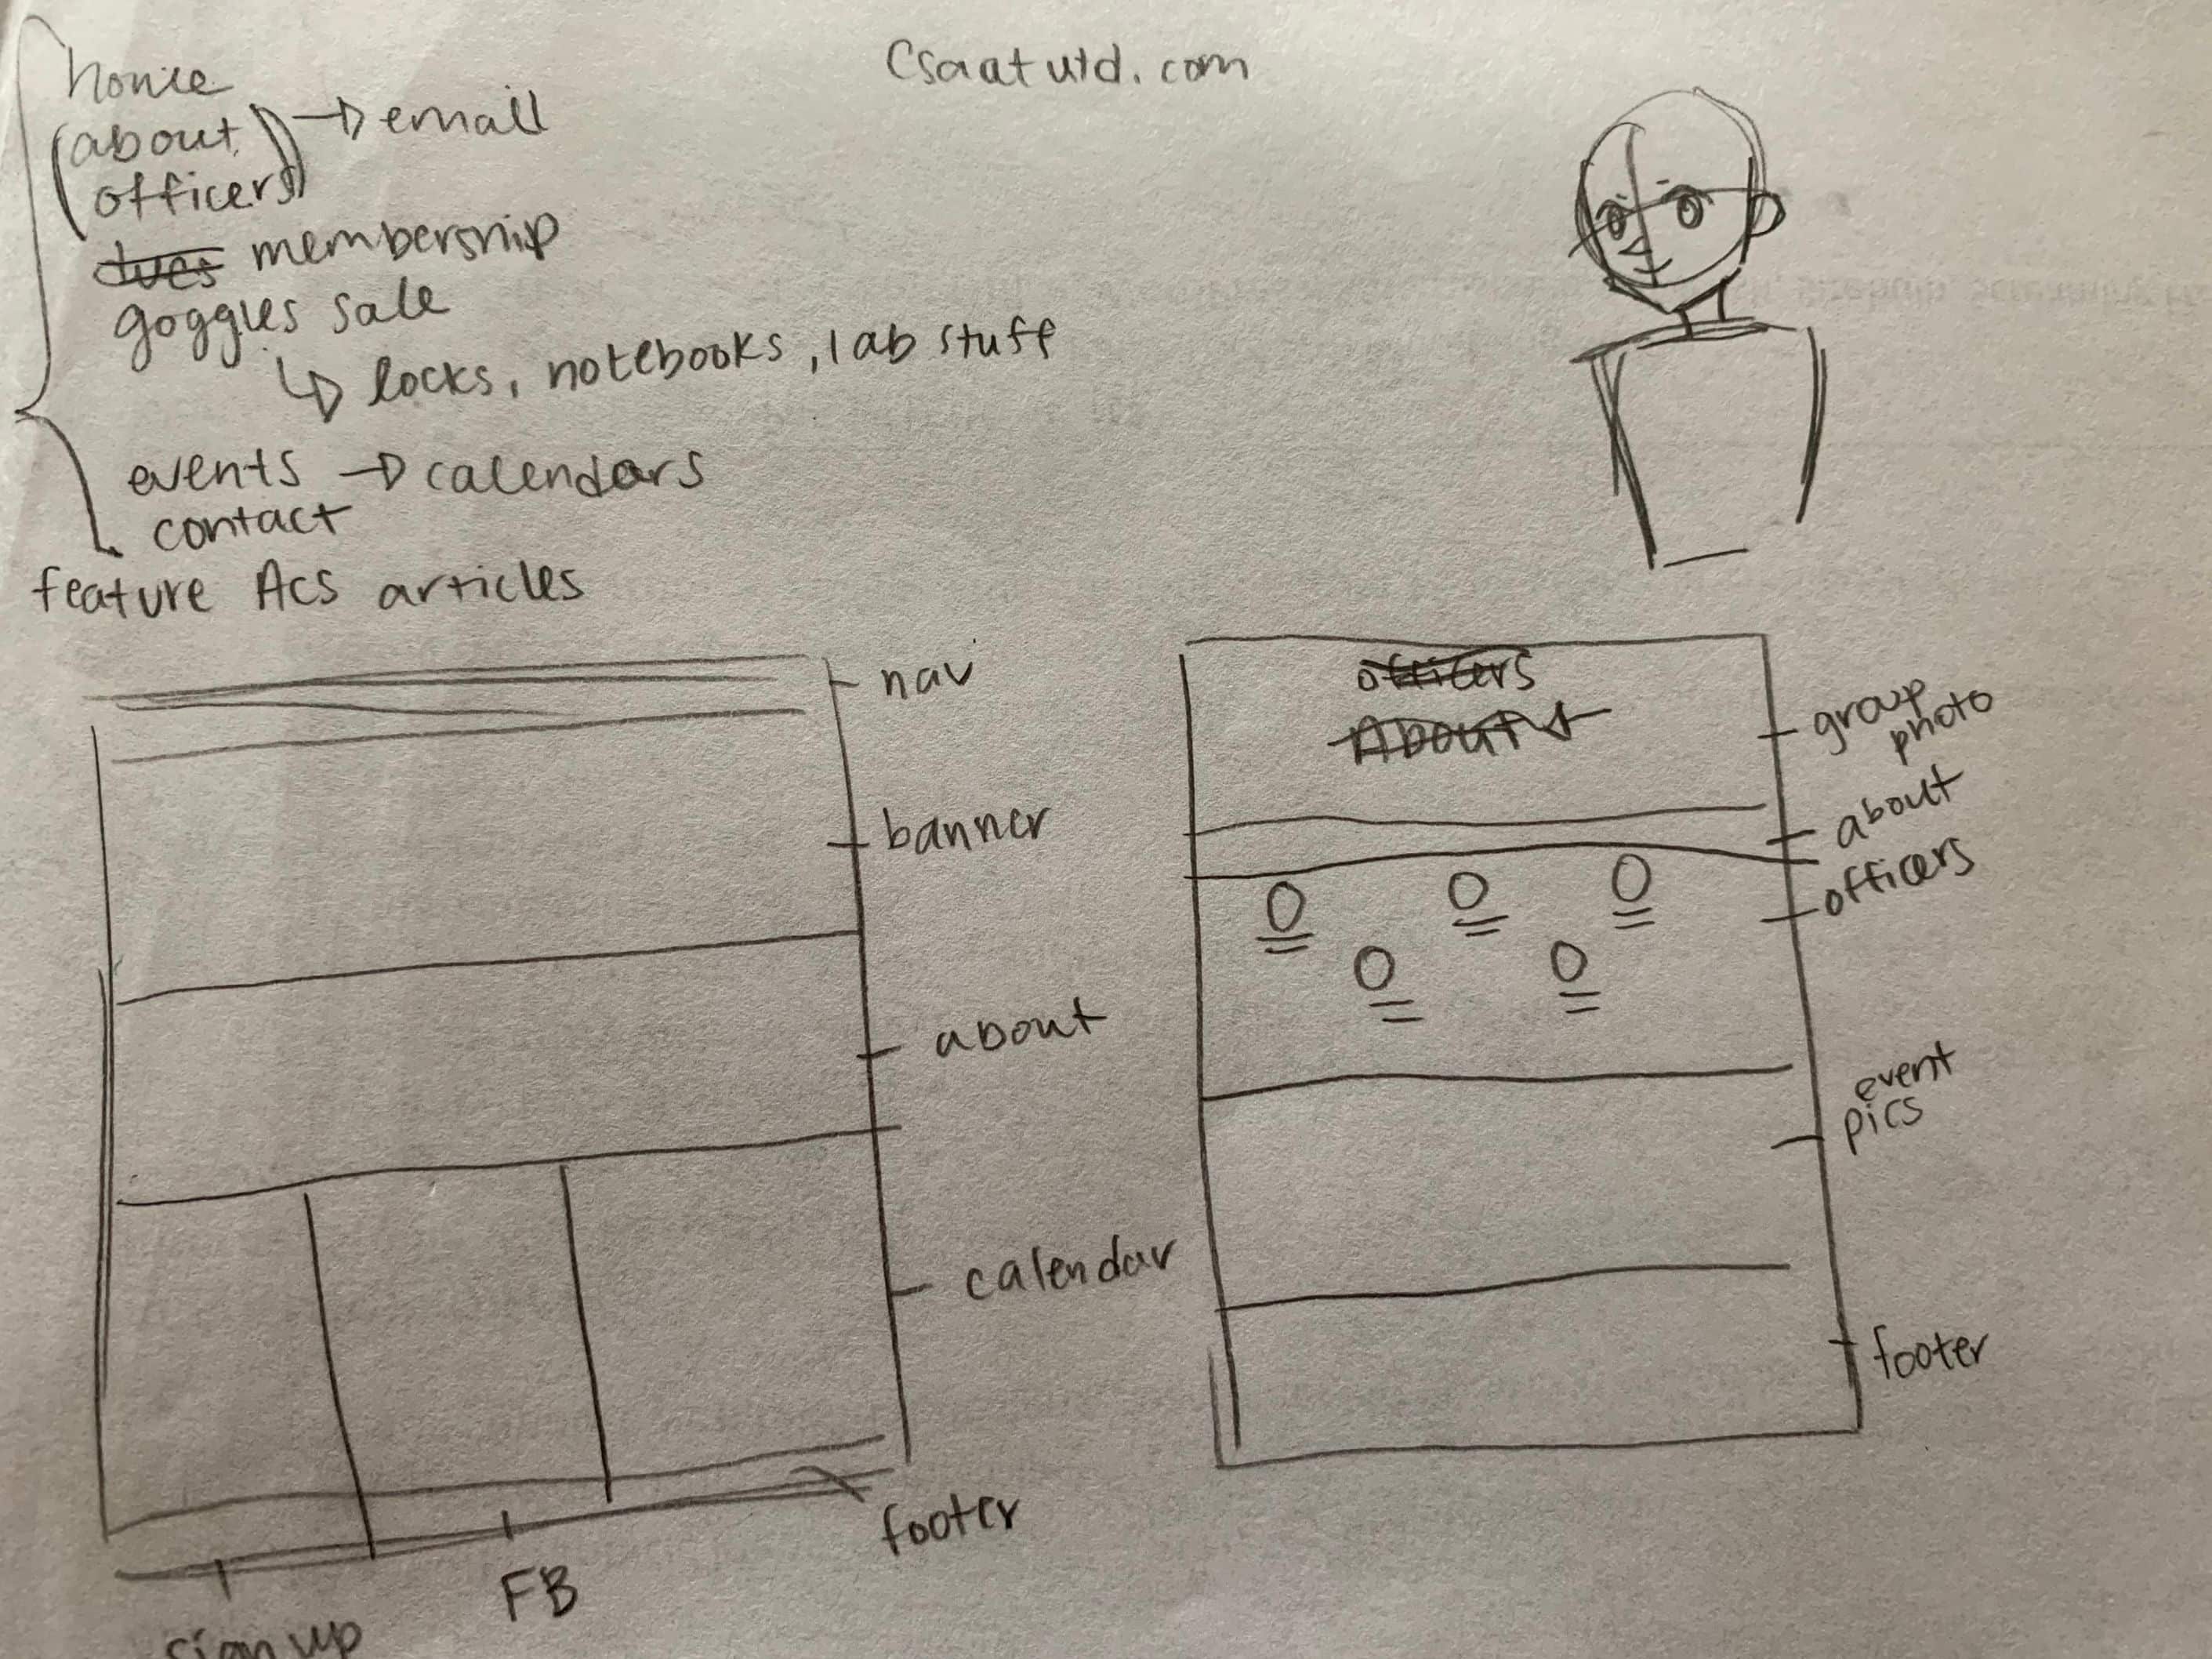 Csaatutd.com
home
(about, → email
officers)
dues membership
goggles sale
↳ locks, notebooks, lab stuff
events → calendars
contact
feature Acs articles
nav
banner
about
calendar
footer
FB
sign up
officers
About
group
photo
about
officers
event
pics
footer